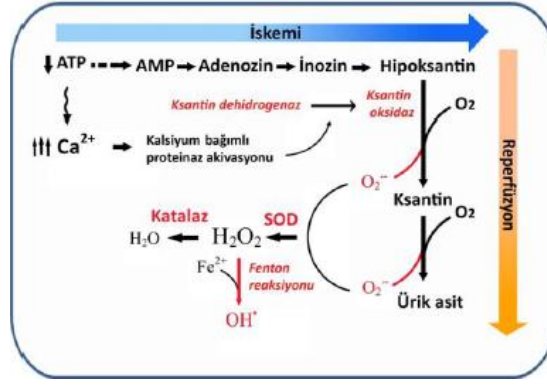 İskemi
ATP AMP Adenozin İnozin Hipoksantin
Ksantin dehidrogenaz
Ksantin
oksidaz
O₂
Ca²⁺
Kalsiyum bağımlı
proteinaz akivasyonu
O₂⁻
Ksantin
O₂
Katalaz
SOD
H₂O
H₂O₂
Fe²⁺
Fenton
reaksiyonu
O₂⁻
OH•
Ürik asit
Reperfüzyon